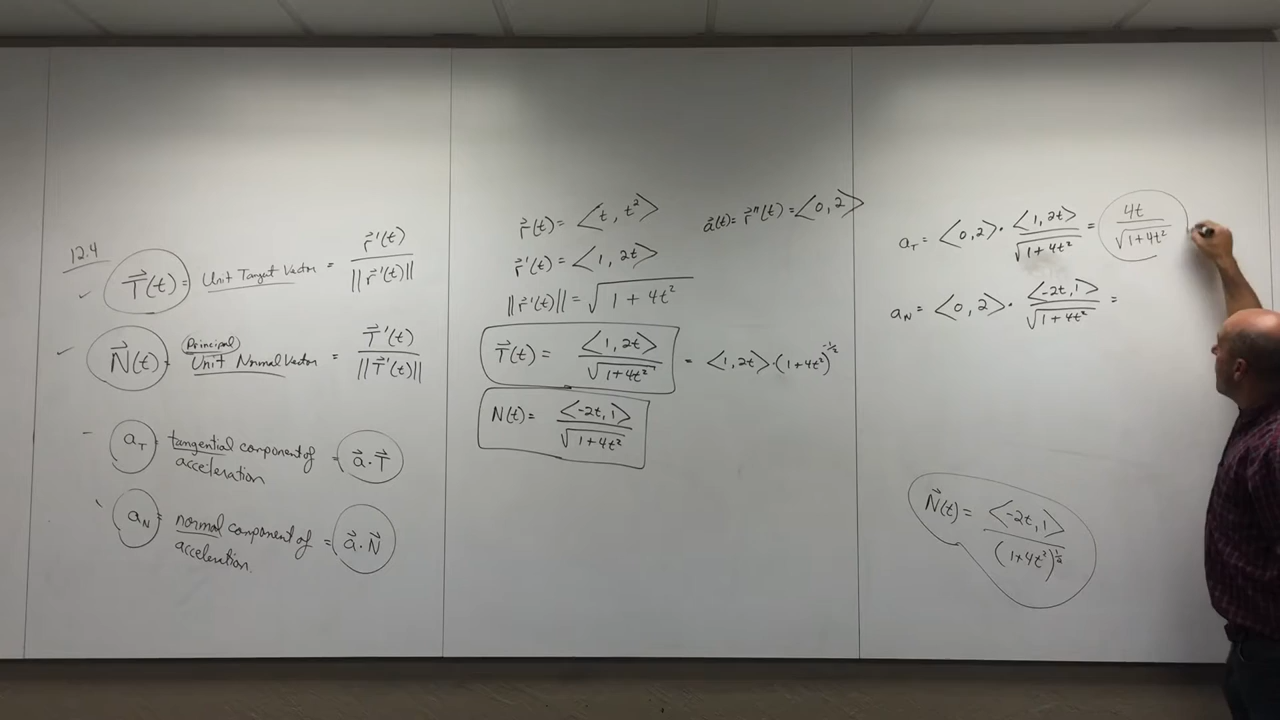 12.4
T⃗(t) = Unit Tangent Vector = r⃗'(t) / ||r⃗'(t)||
N⃗(t) = (Principal) Unit Normal Vector = T⃗'(t) / ||T⃗'(t)||
- a_T = tangential component of acceleration = a⃗·T⃗
a_N = normal component of acceleration. = a⃗·N⃗
r⃗(t) = <t, t²>
a⃗(t) = r⃗"(t) = <0, 2>
r⃗'(t) = <1, 2t>
||r⃗'(t)|| = √(1+4t²)
T⃗(t) = <1, 2t> / √(1+4t²) = <1, 2t>·(1+4t²)^(-1/2)
N(t) = <-2t, 1> / √(1+4t²)
a_T = <0, 2> · <1, 2t> / √(1+4t²) = 4t / √(1+4t²)
a_N = <0, 2> · <-2t, 1> / √(1+4t²) =
N⃗(t) = <-2t, 1> / (1+4t²)^(1/2)